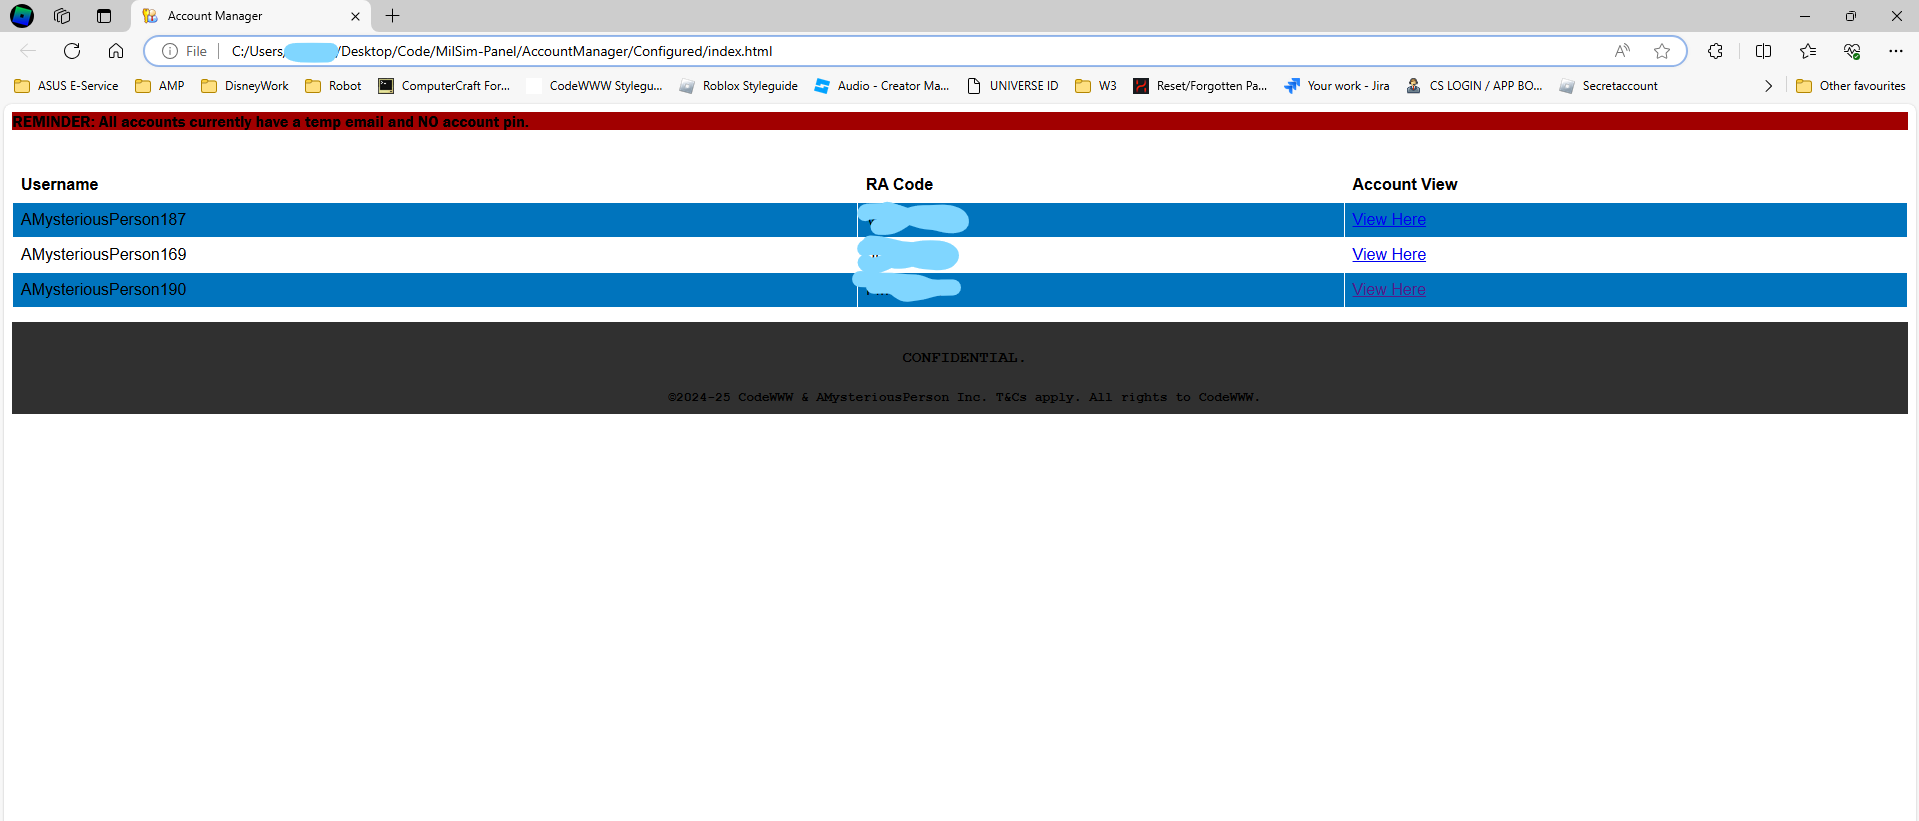 Account Manager
File C:/Users/ /Desktop/Code/MilSim-Panel/AccountManager/Configured/index.html
ASUS E-Service AMP DisneyWork Robot ComputerCraft For... CodeWWW Stylegu... Roblox Styleguide Audio - Creator Ma... UNIVERSE ID W3 Reset/Forgotten Pa... Your work - Jira CS LOGIN / APP BO... Secretaccount Other favourites
REMINDER: All accounts currently have a temp email and NO account pin.
Username RA Code Account View
AMysteriousPerson187 View Here
AMysteriousPerson169 View Here
AMysteriousPerson190 View Here
CONFIDENTIAL.
©2024-25 CodeWWW & AMysteriousPerson Inc. T&Cs apply. All rights to CodeWWW.